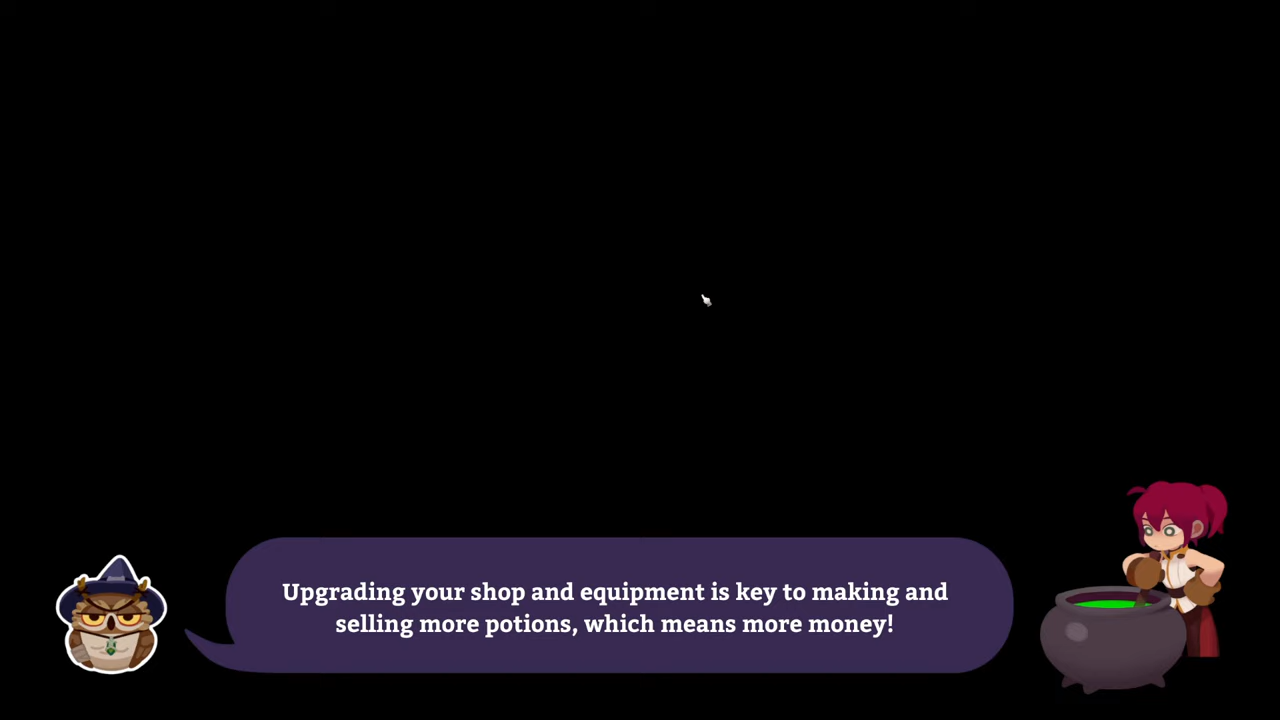 Upgrading your shop and equipment is key to making and
selling more potions, which means more money!